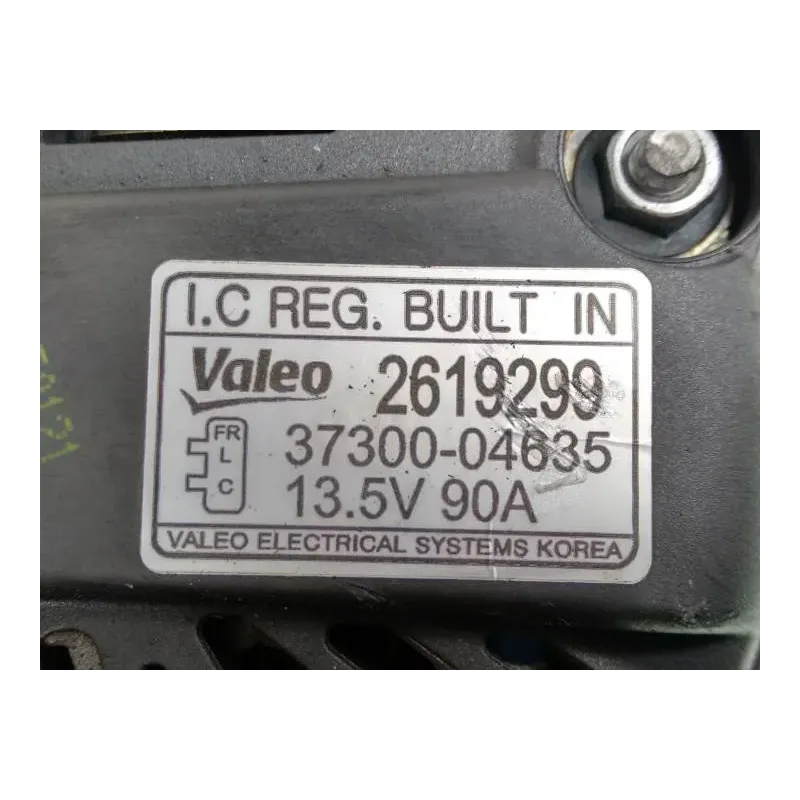 I.C REG. BUILT IN
Valeo 2619299
FR
37300-04635
L
C
13.5V 90A
VALEO ELECTRICAL SYSTEMS KOREA